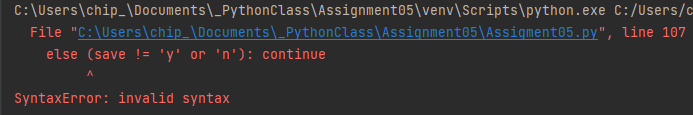 C:\Users\chip_\Documents\_PythonClass\Assignment05\venv\Scripts\python.exe C:/Users/c
File "C:\Users\chip_\Documents\_PythonClass\Assignment05\Assigment05.py", line 107
else (save != 'y' or 'n'): continue
^
SyntaxError: invalid syntax